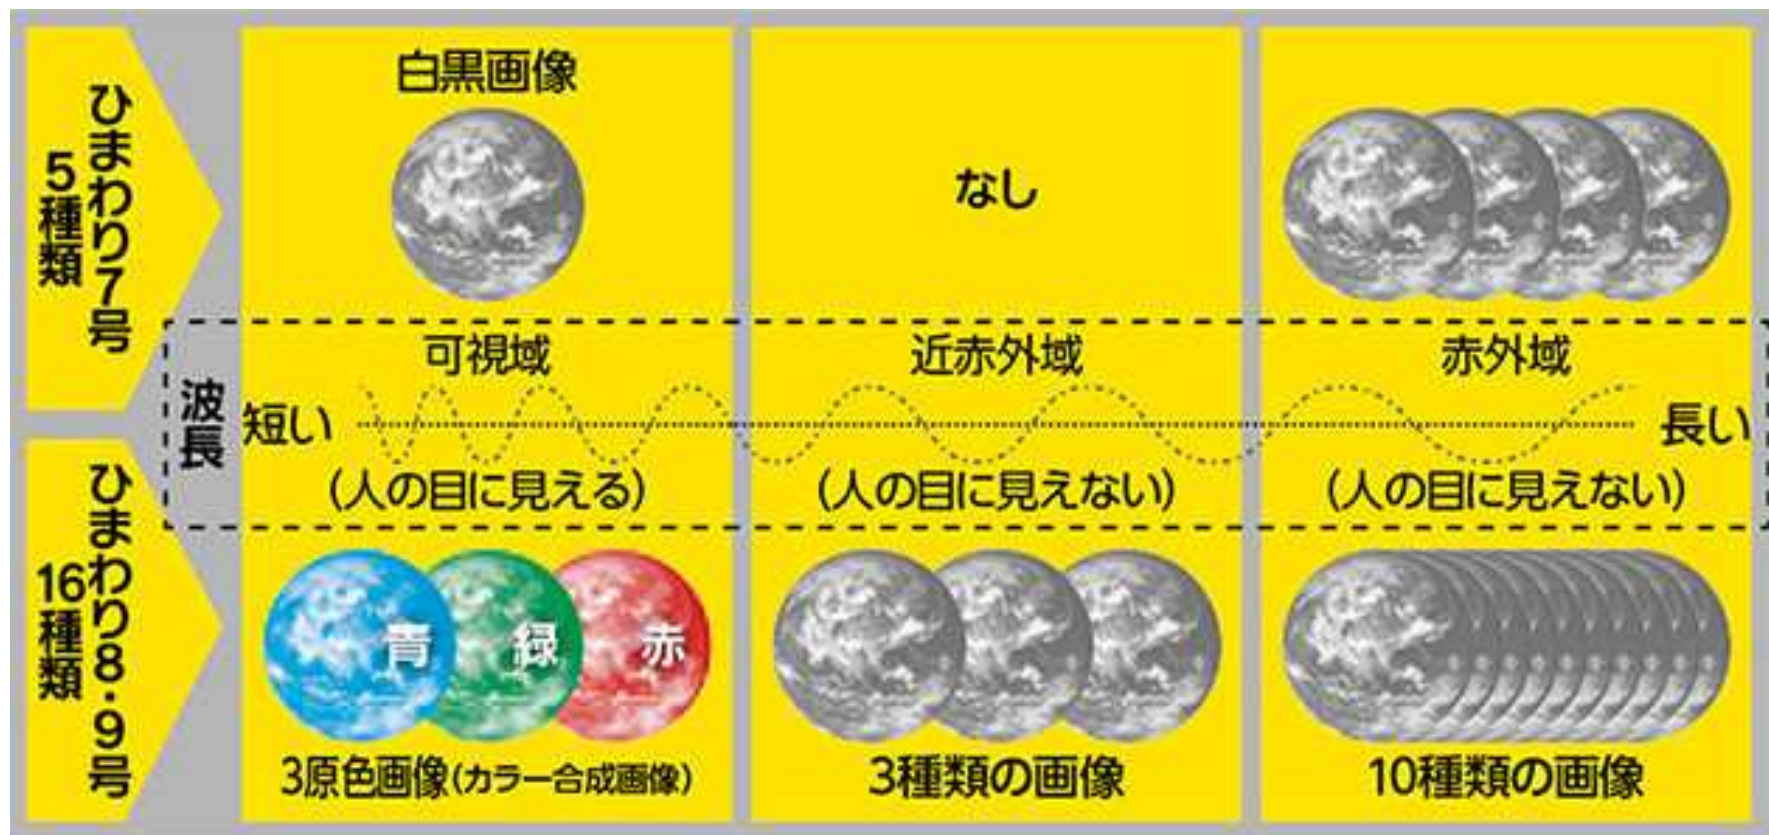 ひまわり7号
5種類
白黒画像
なし
波長
可視域
近赤外域
赤外域
短い
長い
(人の目に見える)
(人の目に見えない)
(人の目に見えない)
ひまわり8・9号
16種類
青
緑
赤
3原色画像(カラー合成画像)
3種類の画像
10種類の画像